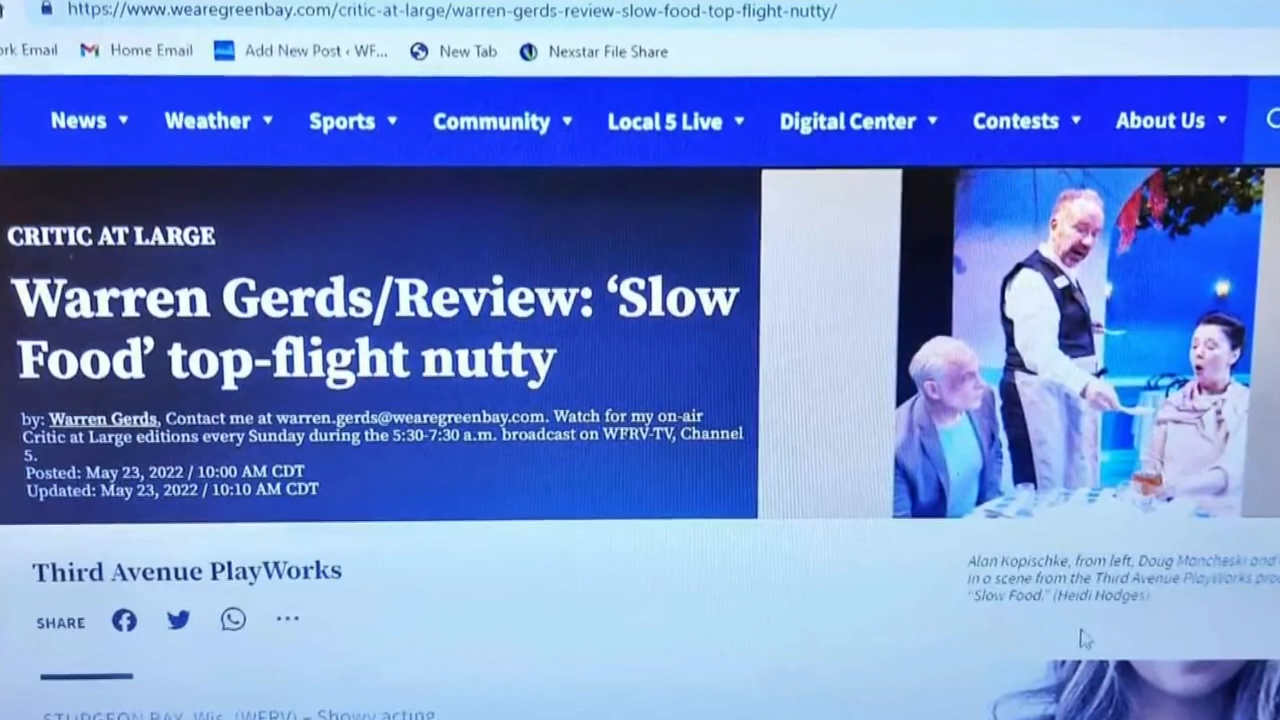 https://www.wearegreenbay.com/critic-at-large/warren-gerds-review-slow-food-top-flight-nutty/
Email Home Email Add New Post ‹ WF... New Tab Nexstar File Share
News Weather Sports Community Local 5 Live Digital Center Contests About Us
CRITIC AT LARGE
Warren Gerds/Review: ‘Slow
Food’ top-flight nutty
by: Warren Gerds, Contact me at warren.gerds@wearegreenbay.com. Watch for my on-air
Critic at Large editions every Sunday during the 5:30-7:30 a.m. broadcast on WFRV-TV, Channel
5.
Posted: May 23, 2022 / 10:00 AM CDT
Updated: May 23, 2022 / 10:10 AM CDT
Third Avenue PlayWorks
SHARE
Alan Kopischke, from left, Doug Mancheski and
in a scene from the Third Avenue PlayWorks
"Slow Food." (Heidi Hodges)
STURGEON BAY, Wis. (WFRV) – Showy acting.